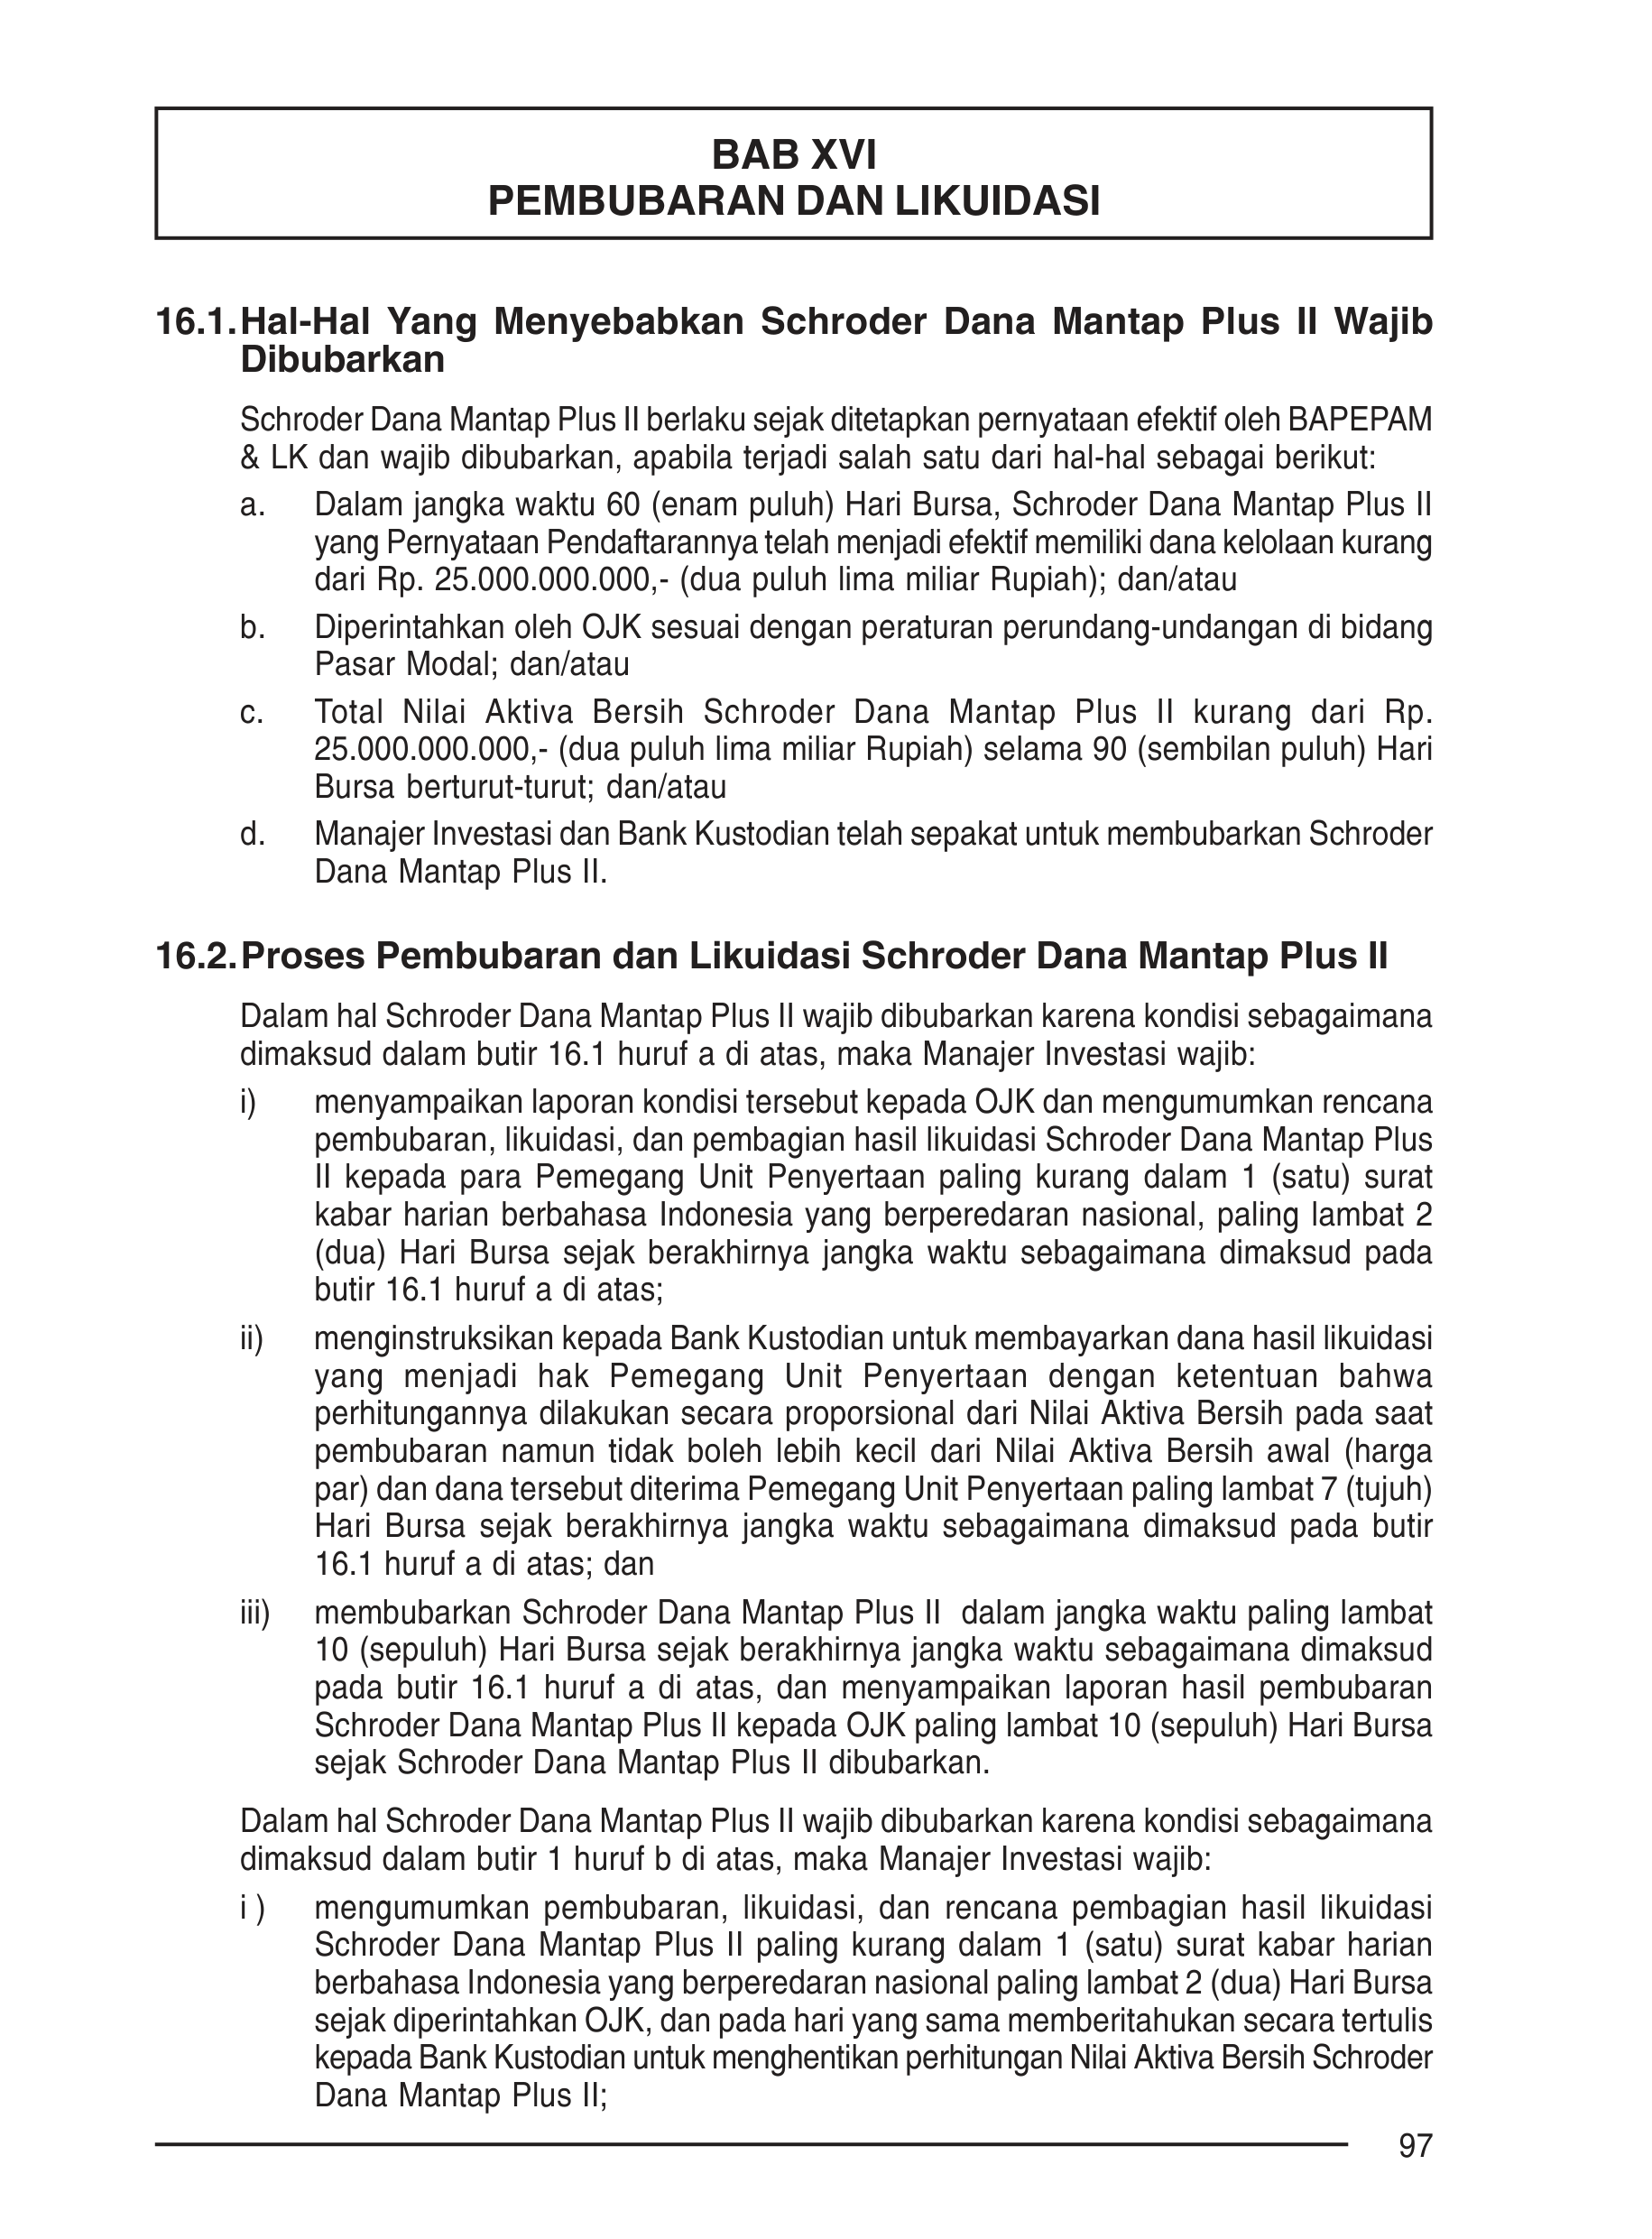 BAB XVI
PEMBUBARAN DAN LIKUIDASI
16.1. Hal-Hal Yang Menyebabkan Schroder Dana Mantap Plus II Wajib
Dibubarkan
Schroder Dana Mantap Plus II berlaku sejak ditetapkan pernyataan efektif oleh BAPEPAM
& LK dan wajib dibubarkan, apabila terjadi salah satu dari hal-hal sebagai berikut:
a. Dalam jangka waktu 60 (enam puluh) Hari Bursa, Schroder Dana Mantap Plus II
yang Pernyataan Pendaftarannya telah menjadi efektif memiliki dana kelolaan kurang
dari Rp. 25.000.000.000,- (dua puluh lima miliar Rupiah); dan/atau
b. Diperintahkan oleh OJK sesuai dengan peraturan perundang-undangan di bidang
Pasar Modal; dan/atau
c. Total Nilai Aktiva Bersih Schroder Dana Mantap Plus II kurang dari Rp.
25.000.000.000,- (dua puluh lima miliar Rupiah) selama 90 (sembilan puluh) Hari
Bursa berturut-turut; dan/atau
d. Manajer Investasi dan Bank Kustodian telah sepakat untuk membubarkan Schroder
Dana Mantap Plus II.
16.2. Proses Pembubaran dan Likuidasi Schroder Dana Mantap Plus II
Dalam hal Schroder Dana Mantap Plus II wajib dibubarkan karena kondisi sebagaimana
dimaksud dalam butir 16.1 huruf a di atas, maka Manajer Investasi wajib:
i) menyampaikan laporan kondisi tersebut kepada OJK dan mengumumkan rencana
pembubaran, likuidasi, dan pembagian hasil likuidasi Schroder Dana Mantap Plus
II kepada para Pemegang Unit Penyertaan paling kurang dalam 1 (satu) surat
kabar harian berbahasa Indonesia yang berperedaran nasional, paling lambat 2
(dua) Hari Bursa sejak berakhirnya jangka waktu sebagaimana dimaksud pada
butir 16.1 huruf a di atas;
ii) menginstruksikan kepada Bank Kustodian untuk membayarkan dana hasil likuidasi
yang menjadi hak Pemegang Unit Penyertaan dengan ketentuan bahwa
perhitungannya dilakukan secara proporsional dari Nilai Aktiva Bersih pada saat
pembubaran namun tidak boleh lebih kecil dari Nilai Aktiva Bersih awal (harga
par) dan dana tersebut diterima Pemegang Unit Penyertaan paling lambat 7 (tujuh)
Hari Bursa sejak berakhirnya jangka waktu sebagaimana dimaksud pada butir
16.1 huruf a di atas; dan
iii) membubarkan Schroder Dana Mantap Plus II dalam jangka waktu paling lambat
10 (sepuluh) Hari Bursa sejak berakhirnya jangka waktu sebagaimana dimaksud
pada butir 16.1 huruf a di atas, dan menyampaikan laporan hasil pembubaran
Schroder Dana Mantap Plus II kepada OJK paling lambat 10 (sepuluh) Hari Bursa
sejak Schroder Dana Mantap Plus II dibubarkan.
Dalam hal Schroder Dana Mantap Plus II wajib dibubarkan karena kondisi sebagaimana
dimaksud dalam butir 1 huruf b di atas, maka Manajer Investasi wajib:
i ) mengumumkan pembubaran, likuidasi, dan rencana pembagian hasil likuidasi
Schroder Dana Mantap Plus II paling kurang dalam 1 (satu) surat kabar harian
berbahasa Indonesia yang berperedaran nasional paling lambat 2 (dua) Hari Bursa
sejak diperintahkan OJK, dan pada hari yang sama memberitahukan secara tertulis
kepada Bank Kustodian untuk menghentikan perhitungan Nilai Aktiva Bersih Schroder
Dana Mantap Plus II;
97